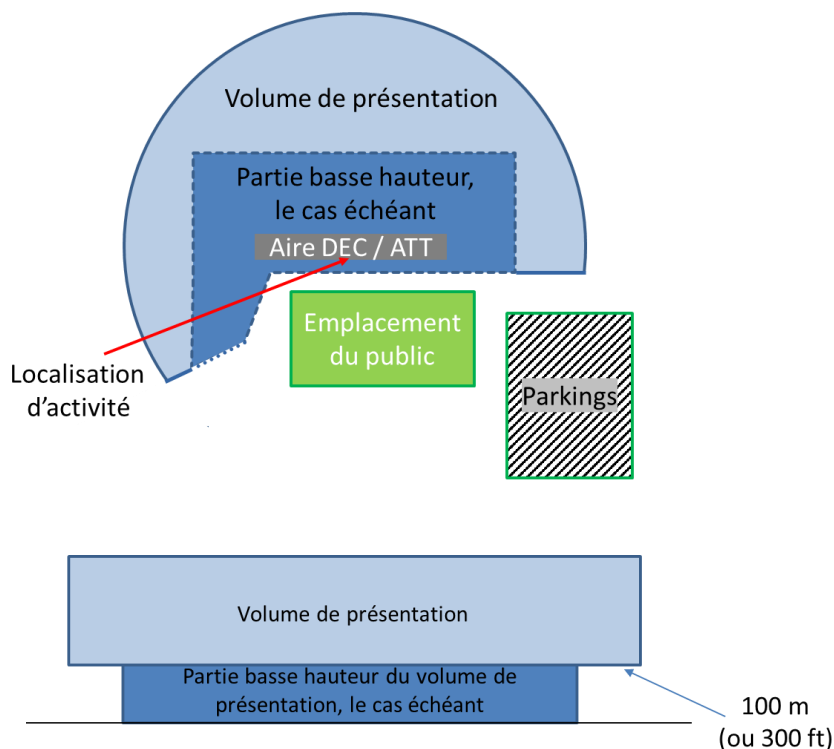 Volume de présentation
Partie basse hauteur,
le cas échéant
Aire DEC / ATT
Emplacement
du public
Localisation
d’activité
Parkings
Volume de présentation
Partie basse hauteur du volume de
présentation, le cas échéant
100 m
(ou 300 ft)